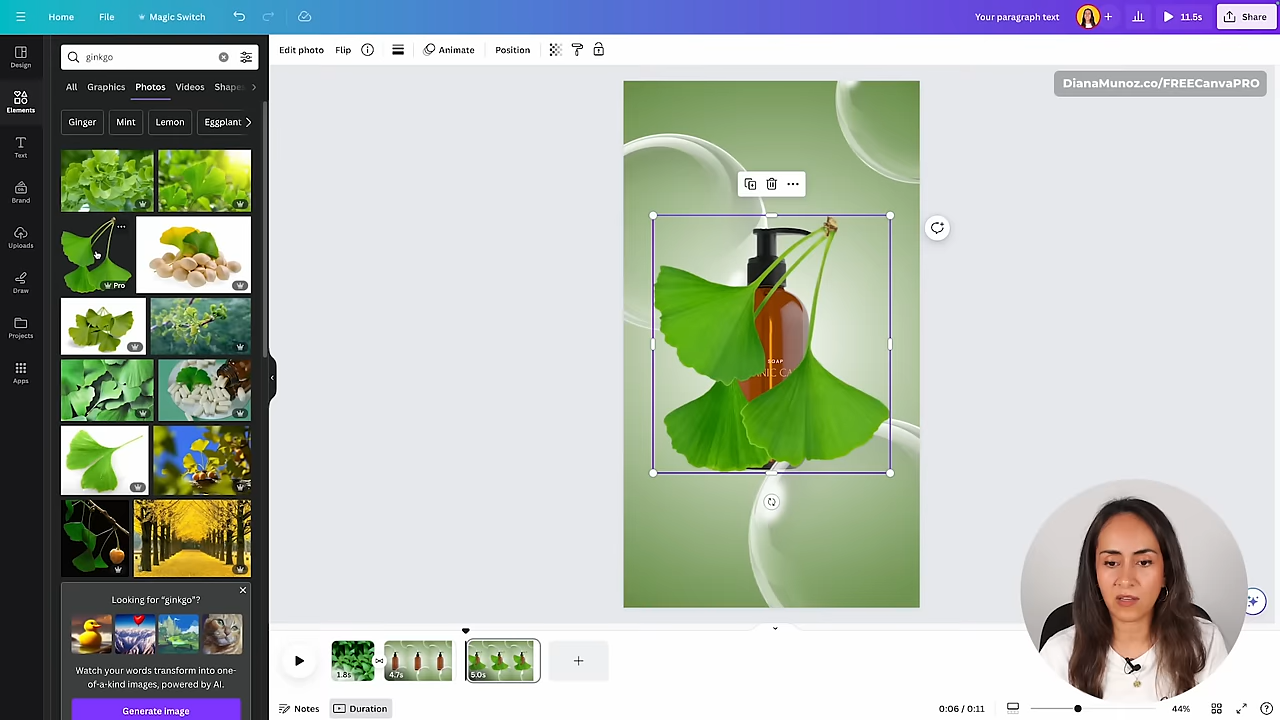 Home File Magic Switch Your paragraph text + 11.5s Share
Design
Elements
Text
Brand
Uploads
Draw
Projects
Apps
ginkgo
All Graphics Photos Videos Shapes
Ginger Mint Lemon Eggplant
Pro
Looking for “ginkgo”?
Watch your words transform into one-
of-a-kind images, powered by AI.
Generate image
Edit photo Flip Animate Position
DianaMunoz.co/FREECanvaPRO
SOAP
1.8s 4.7s 5.0s
Notes Duration 0:06 / 0:11 44%